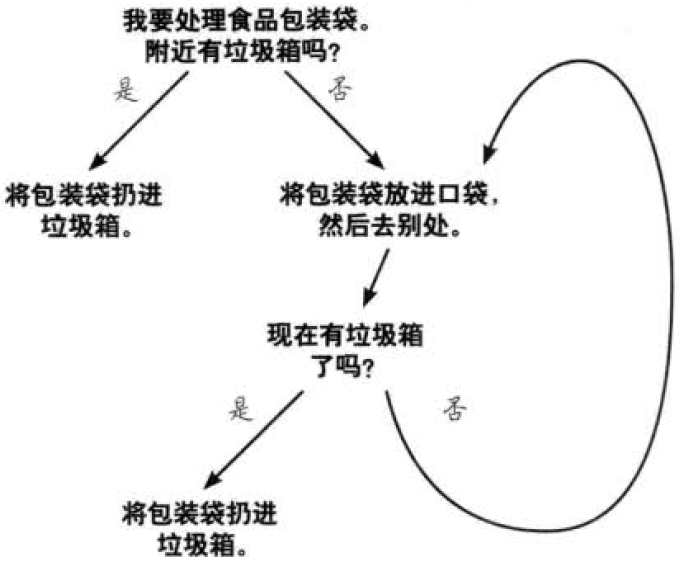 我要处理食品包装袋。
附近有垃圾箱吗?
是
否
将包装袋扔进
垃圾箱。
将包装袋放进口袋,
然后去别处。
现在有垃圾箱
了吗?
是
否
将包装袋扔进
垃圾箱。